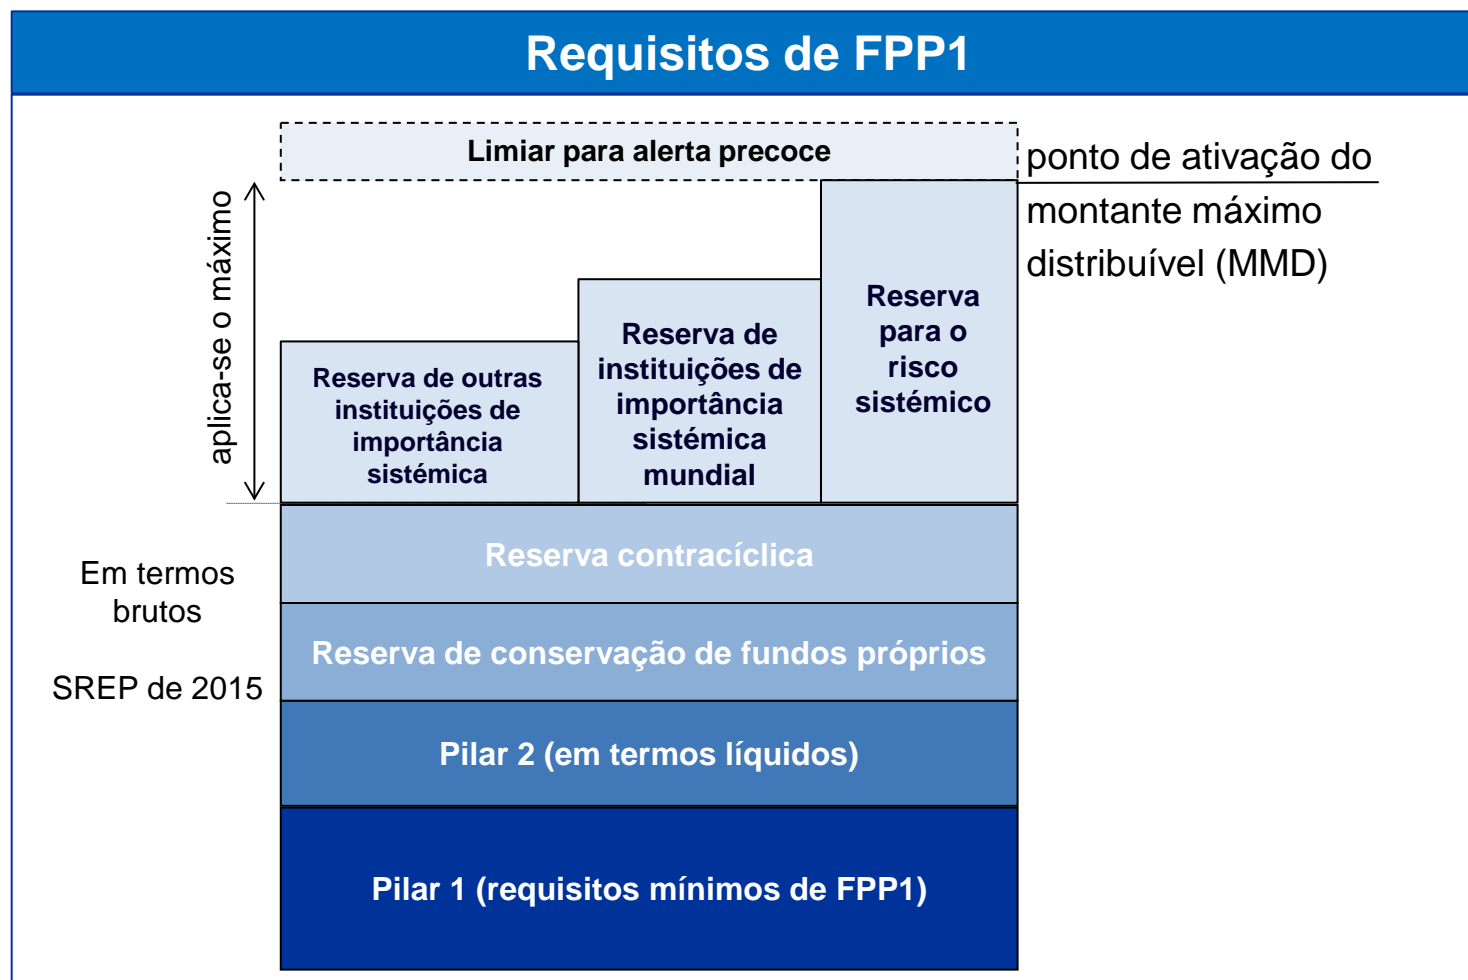 Requisitos de FPP1
Limiar para alerta precoce
ponto de ativação do
montante máximo
distribuível (MMD)
aplica-se o máximo
Reserva de outras
instituições de
importância
sistémica
Reserva de
instituições de
importância
sistémica
mundial
Reserva
para o
risco
sistémico
Reserva contracíclica
Em termos
brutos
SREP de 2015
Reserva de conservação de fundos próprios
Pilar 2 (em termos líquidos)
Pilar 1 (requisitos mínimos de FPP1)